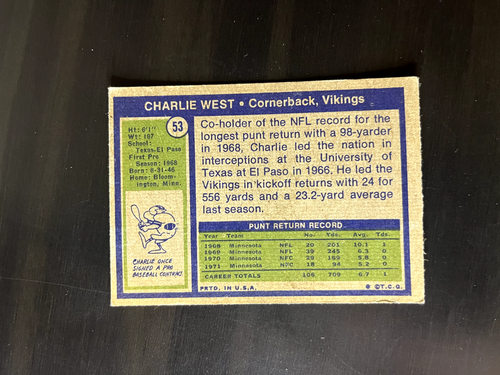 CHARLIE WEST • Cornerback, Vikings
53
Ht: 6'1"
Wt: 197
School:
Texas-El Paso
First Pro
Season: 1968
Born: 8-31-46
Home: Bloom-
ington, Minn.
CHARLIE ONCE
SIGNED A PRO
BASEBALL CONTRACT.
Co-holder of the NFL record for the
longest punt return with a 98-yarder
in 1968, Charlie led the nation in
interceptions at the University of
Texas at El Paso in 1966. He led the
Vikings in kickoff returns with 24 for
556 yards and a 23.2-yard average
last season.
PUNT RETURN RECORD
Year Team No. Yds. Avg. Tds.
1968 Minnesota NFL 20 201 10.1 1
1969 Minnesota NFL 39 245 6.3 0
1970 Minnesota NFC 29 169 5.8 0
1971 Minnesota NFC 18 94 5.2 0
CAREER TOTALS 106 709 6.7 1
PRTD. IN U.S.A. ® ©T.C.G.